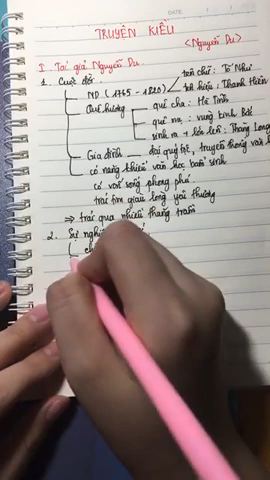 TRUYỆN KIỀU
<Nguyễn Du>
I. Tác giả Nguyễn Du.
1. Cuộc đời.
ND (1765 - 1820)
tên chữ: Tố Như
tên hiệu: Thanh Hiên
Quê hương
quê cha: Hà Tĩnh
quê mẹ: vùng Kinh Bắc
sinh ra + lớn lên: Thăng Long
Gia đình đại quý tộc, truyền thống văn h
có năng khiếu văn học bẩm sinh
có vốn sống phong phú
trái tim giàu lòng yêu thương
⇒ trải qua nhiều thăng trầm
2. Sự ngh
ch